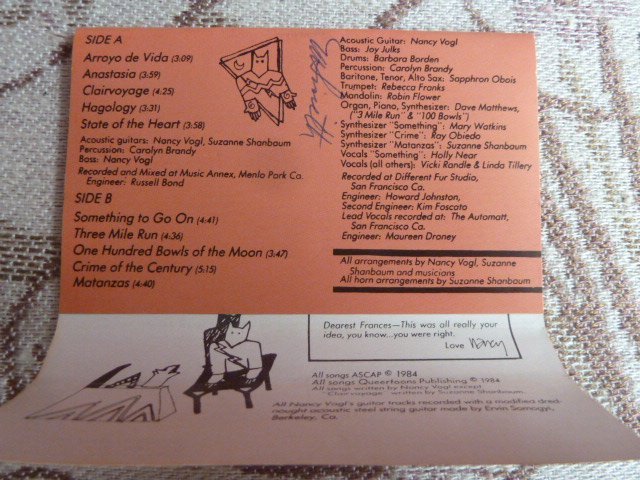 SIDE A
Arroyo de Vida (3:09)
Anastasia (3:59)
Clairvoyage (4:25)
Hagology (3:31)
State of the Heart (3:58)
Acoustic guitars: Nancy Vogl, Suzanne Shanbaum
Percussion: Carolyn Brandy
Bass: Nancy Vogl
Recorded and Mixed at Music Annex, Menlo Park Ca.
Engineer: Russell Bond
SIDE B
Something to Go On (4:41)
Three Mile Run (4:36)
One Hundred Bowls of the Moon (3:47)
Crime of the Century (5:15)
Matanzas (4:40)
Acoustic Guitar: Nancy Vogl
Bass: Joy Julks
Drums: Barbara Borden
Percussion: Carolyn Brandy
Baritone, Tenor, Alto Sax: Sapphron Obois
Trumpet: Rebecca Franks
Mandolin: Robin Flower
Organ, Piano, Synthesizer: Dave Matthews,
("3 Mile Run" & "100 Bowls")
Synthesizer "Something": Mary Watkins
Synthesizer "Crime": Ray Obiedo
Synthesizer "Matanzas": Suzanne Shanbaum
Vocals "Something": Holly Near
Vocals (all others): Vicki Randle & Linda Tillery
Recorded at Different Fur Studio,
San Francisco Ca.
Engineer: Howard Johnston,
Second Engineer: Kim Foscato
Lead Vocals recorded at: The Automatt,
San Francisco Ca.
Engineer: Maureen Droney
All arrangements by Nancy Vogl, Suzanne
Shanbaum and musicians
All horn arrangements by Suzanne Shanbaum
Dearest Frances—This was all really your
idea, you know...you were right.
Love Nancy
All songs ASCAP © 1984
All songs Queertoons Publishing © 1984
All songs written by Nancy Vogl except
"Clairvoyage" written by Suzanne Shanbaum.
All Nancy Vogl's guitar tracks recorded with a modified dred-
nought acoustic steel string guitar made by Ervin Somogyi,
Berkeley, Ca.